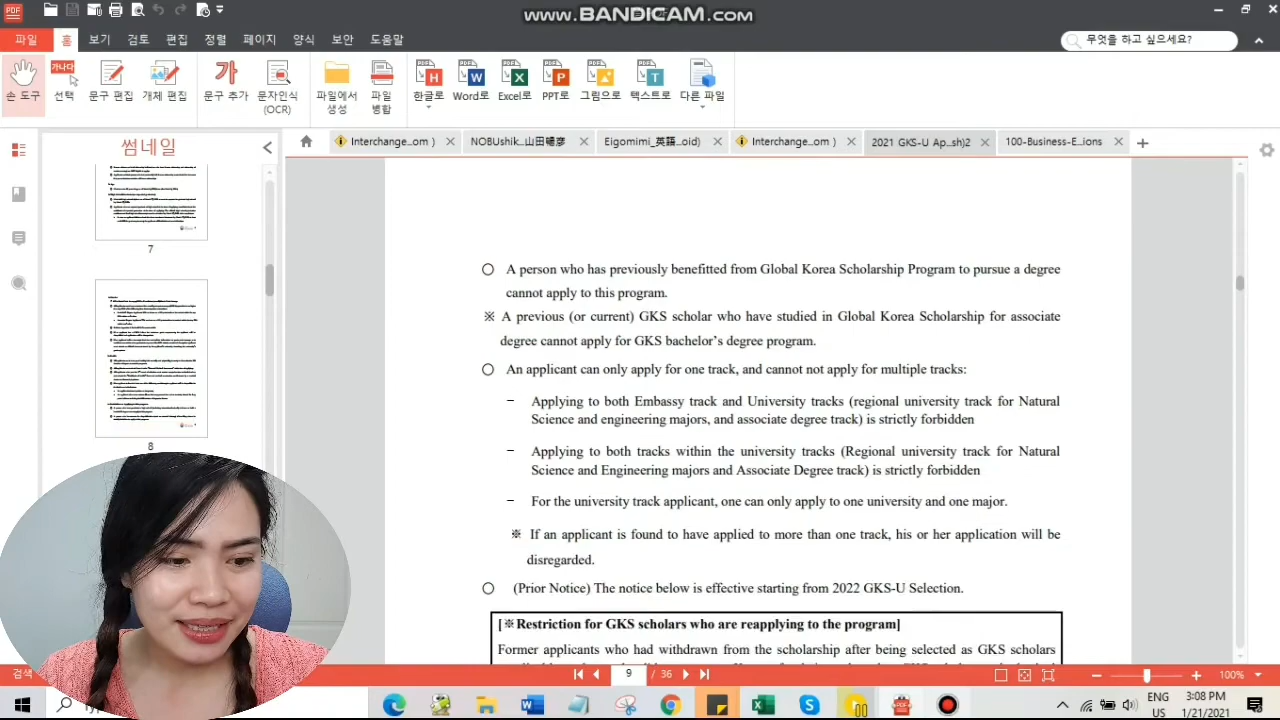 www.BANDICAM.com
파일 홈 보기 검토 변집 정렬 페이지 양식 보안 도움말
무엇을 하고 싶으세요?
가나다
손 도구 선택 문구 편집 개체 편집 문구 추가 문자인식 (OCR) 파일에서 생성 파일 병합 한글로 Word로 Excel로 PPT로 그림으로 텍스트로 다른 파일
썸네일
Interchange...om ) NOBUshik...山田暢彦 Eigomimi_英語...oid) Interchange...om ) 2021 GKS-U Ap...sh)2 100-Business-E...ions
7
8
○ A person who has previously benefitted from Global Korea Scholarship Program to pursue a degree
cannot apply to this program.
※ A previous (or current) GKS scholar who have studied in Global Korea Scholarship for associate
degree cannot apply for GKS bachelor's degree program.
○ An applicant can only apply for one track, and cannot not apply for multiple tracks:
－ Applying to both Embassy track and University tracks (regional university track for Natural
Science and engineering majors, and associate degree track) is strictly forbidden
－ Applying to both tracks within the university tracks (Regional university track for Natural
Science and Engineering majors and Associate Degree track) is strictly forbidden
－ For the university track applicant, one can only apply to one university and one major.
※ If an applicant is found to have applied to more than one track, his or her application will be
disregarded.
○ (Prior Notice) The notice below is effective starting from 2022 GKS-U Selection.
[※Restriction for GKS scholars who are reapplying to the program]
Former applicants who had withdrawn from the scholarship after being selected as GKS scholars
검색
9 / 36
100%
ENG
US
3:08 PM
1/21/2021